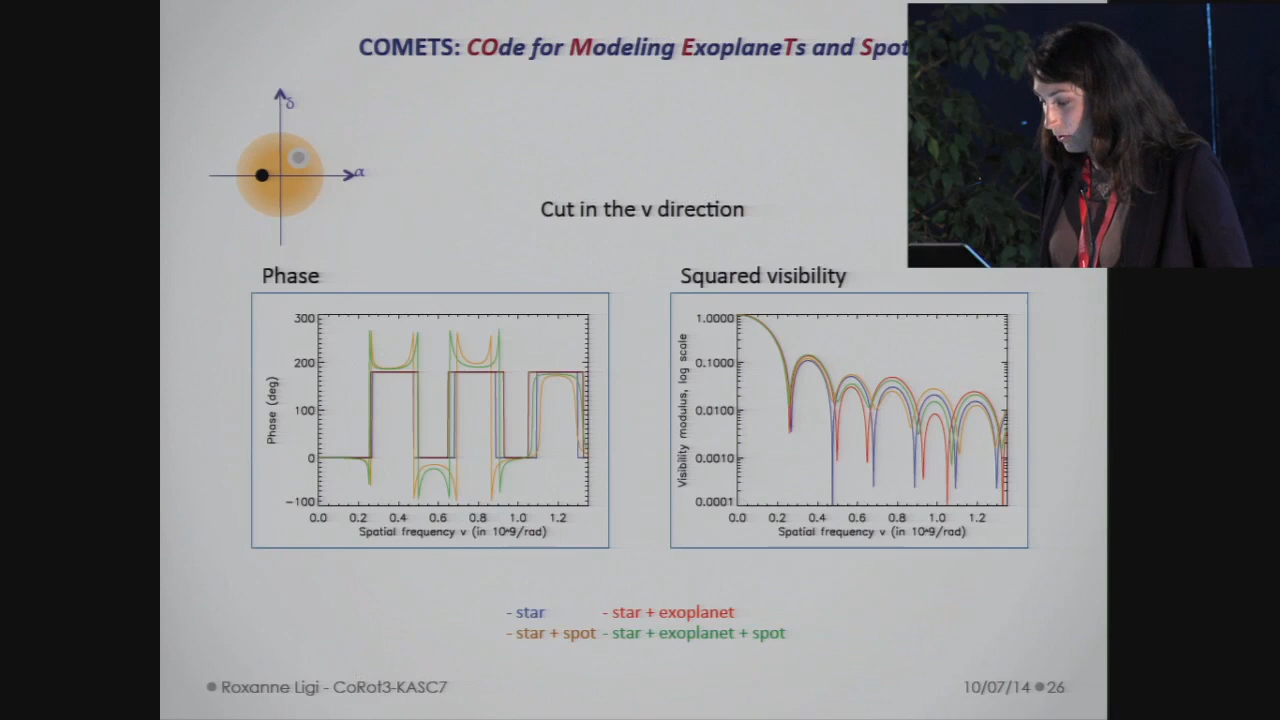 COMETS: COde for Modeling ExoplaneTs and Spot
δ
α
Cut in the v direction
Phase
Squared visibility
300
200
100
0
-100
Phase (deg)
0.0 0.2 0.4 0.6 0.8 1.0 1.2
Spatial frequency v (in 10^9/rad)
1.0000
0.1000
0.0100
0.0010
0.0001
Visibility modulus, log scale
0.0 0.2 0.4 0.6 0.8 1.0 1.2
Spatial frequency v (in 10^9/rad)
- star - star + exoplanet
- star + spot - star + exoplanet + spot
Roxanne Ligi - CoRot3-KASC7
10/07/14 26